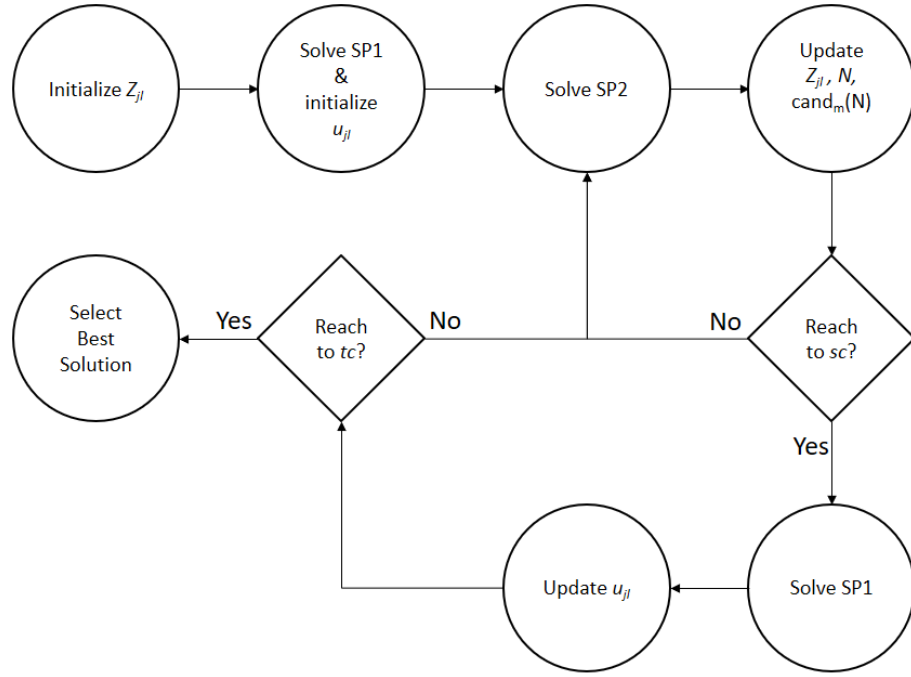 Initialize Z_jl
Solve SP1
&
initialize
u_jl
Solve SP2
Update
Z_jl , N,
cand_m(N)
Select
Best
Solution
Yes
Reach
to tc?
No
No
Reach
to sc?
Yes
Update u_jl
Solve SP1